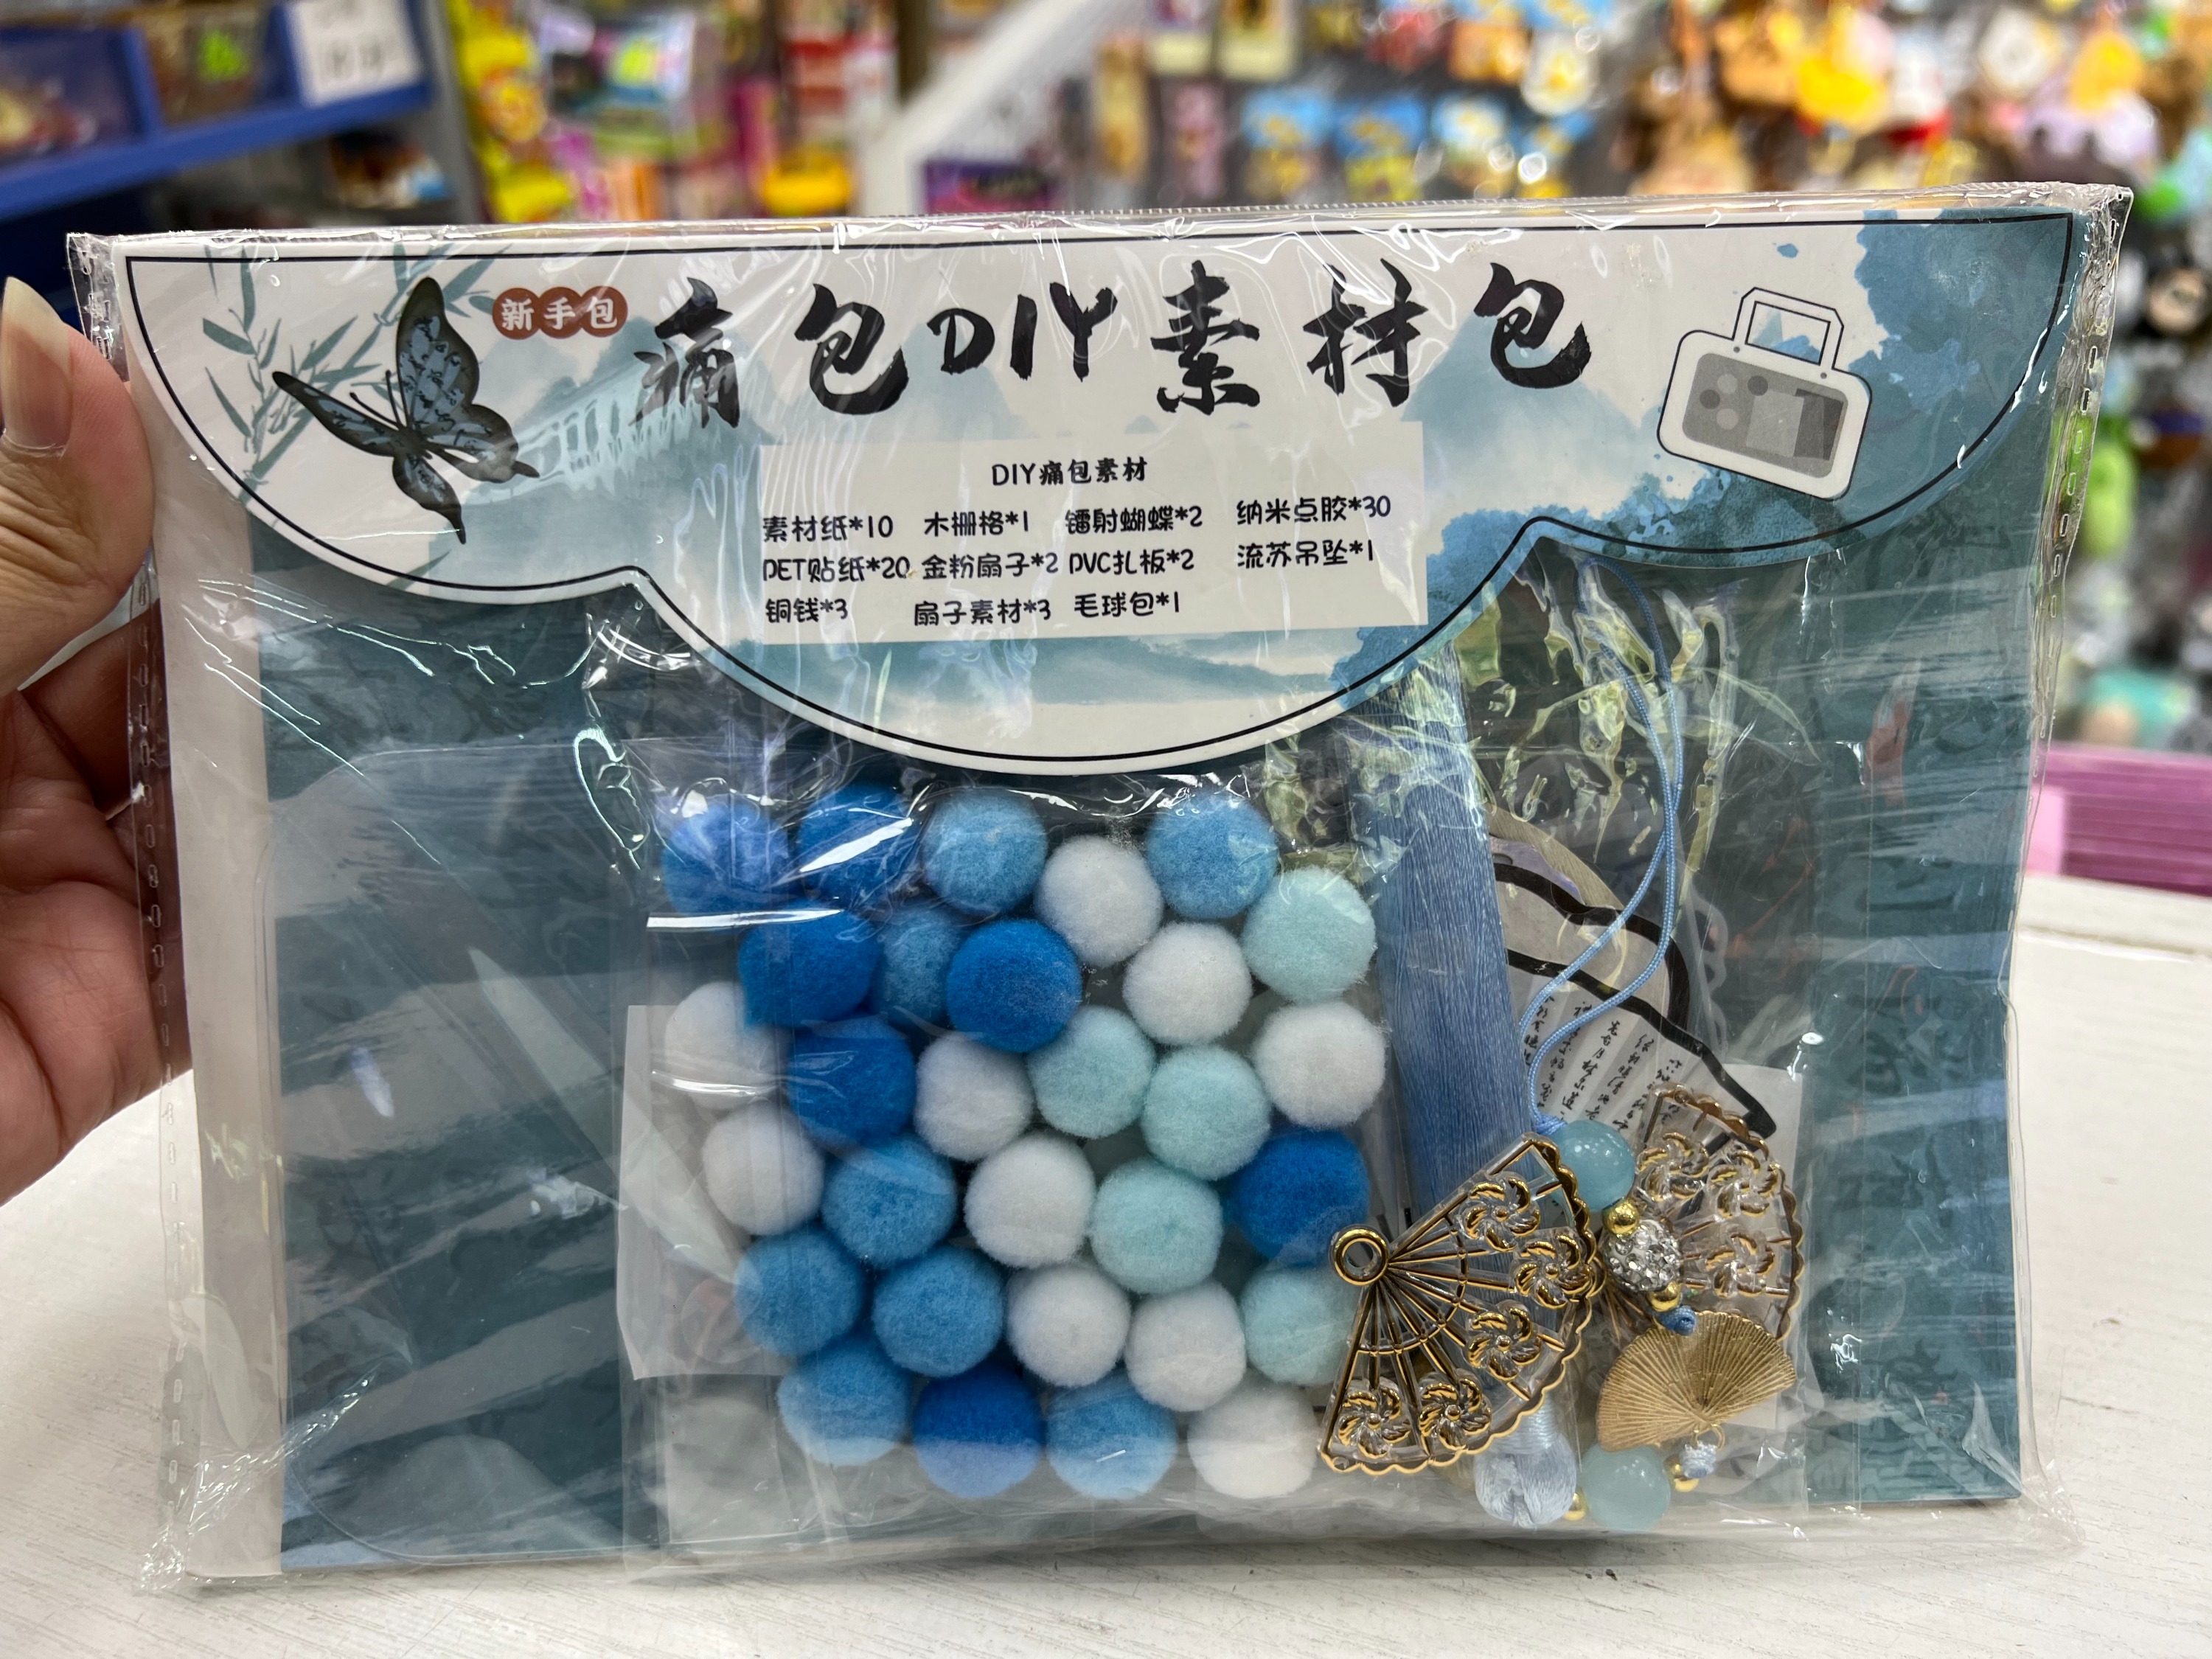 新手包
痛包DIY素材包
DIY痛包素材
素材纸*10 木栅格*1 镭射蝴蝶*2 纳米点胶*30
PET贴纸*20 金粉扇子*2 PVC扎板*2 流苏吊坠*1
铜钱*3 扇子素材*3 毛球包*1